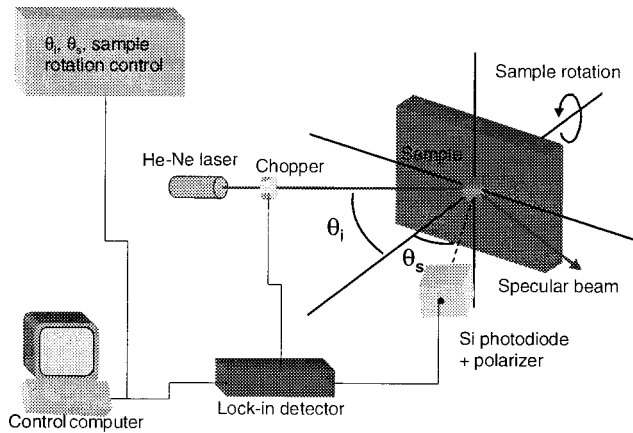 θi, θs, sample
rotation control
Sample rotation
He-Ne laser
Chopper
Sample
θi
θs
Specular beam
Si photodiode
+ polarizer
Lock-in detector
Control computer